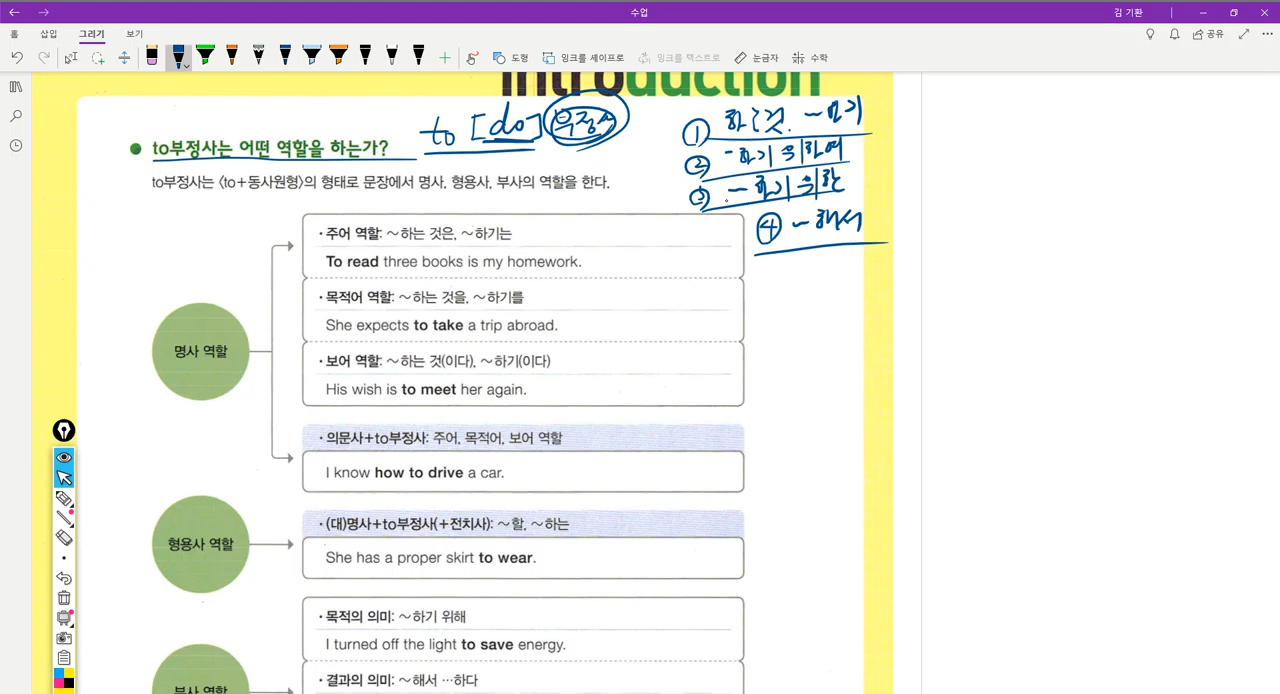 수업
김 기환
홈 삽입 그리기 보기
공유
도형 잉크를 셰이프로 잉크를 텍스트로 눈금자 수학
introduction
to [do] 부정사
① 하는것. ~하기
② ~하기 위하여
③ ~하기 위한
④ ~해서
to부정사는 어떤 역할을 하는가?
to부정사는 〈to+동사원형〉의 형태로 문장에서 명사, 형용사, 부사의 역할을 한다.
명사 역할
· 주어 역할: ~하는 것은, ~하기는
To read three books is my homework.
· 목적어 역할: ~하는 것을, ~하기를
She expects to take a trip abroad.
· 보어 역할: ~하는 것(이다), ~하기(이다)
His wish is to meet her again.
· 의문사+to부정사: 주어, 목적어, 보어 역할
I know how to drive a car.
형용사 역할
· (대)명사+to부정사(+전치사): ~할, ~하는
She has a proper skirt to wear.
· 목적의 의미: ~하기 위해
I turned off the light to save energy.
부사 역할
· 결과의 의미: ~해서 …하다